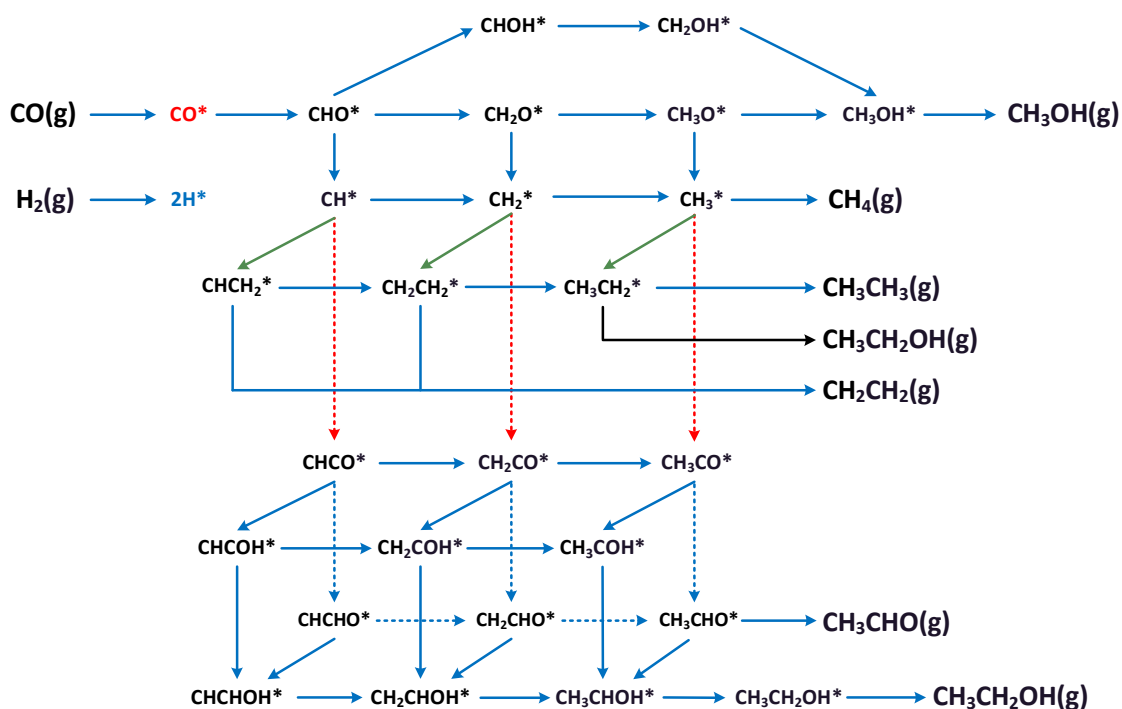 CHOH* CH₂OH*
CO(g) CO* CHO* CH₂O* CH₃O* CH₃OH* CH₃OH(g)
H₂(g) 2H* CH* CH₂* CH₃* CH₄(g)
CHCH₂* CH₂CH₂* CH₃CH₂* CH₃CH₃(g)
CH₃CH₂OH(g)
CH₂CH₂(g)
CHCO* CH₂CO* CH₃CO*
CHCOH* CH₂COH* CH₃COH*
CHCHO* CH₂CHO* CH₃CHO* CH₃CHO(g)
CHCHOH* CH₂CHOH* CH₃CHOH* CH₃CH₂OH* CH₃CH₂OH(g)